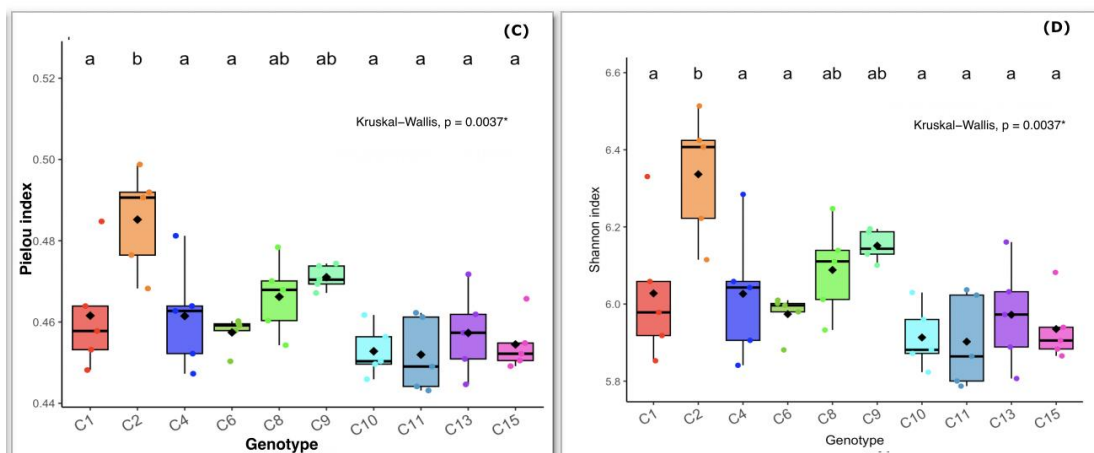 (C)
a b a a ab ab a a a a
0.52
Kruskal-Wallis, p = 0.0037*
0.50
0.48
0.46
0.44
Pielou index
C1 C2 C4 C6 C8 C9 C10 C11 C13 C15
Genotype
(D)
6.6
a b a a ab ab a a a a
Kruskal-Wallis, p = 0.0037*
6.4
6.2
6.0
5.8
Shannon index
C1 C2 C4 C6 C8 C9 C10 C11 C13 C15
Genotype